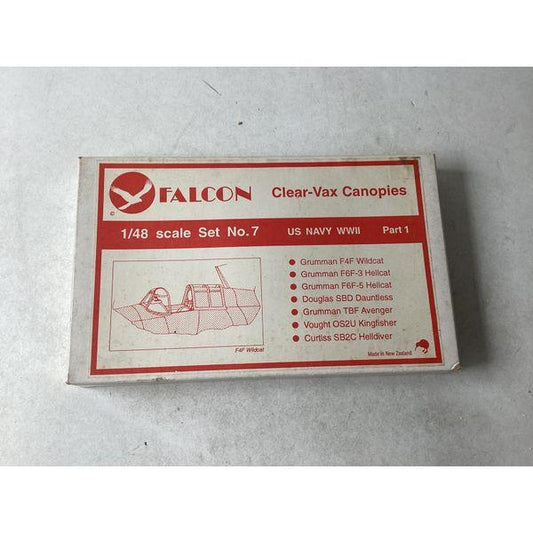 FALCON Clear-Vax Canopies
©
1/48 scale Set No. 7 US NAVY WWII Part 1
Grumman F4F Wildcat
Grumman F6F-3 Hellcat
Grumman F6F-5 Hellcat
Douglas SBD Dauntless
Grumman TBF Avenger
Vought OS2U Kingfisher
Curtiss SB2C Helldiver
F4F Wildcat
Made in New Zealand